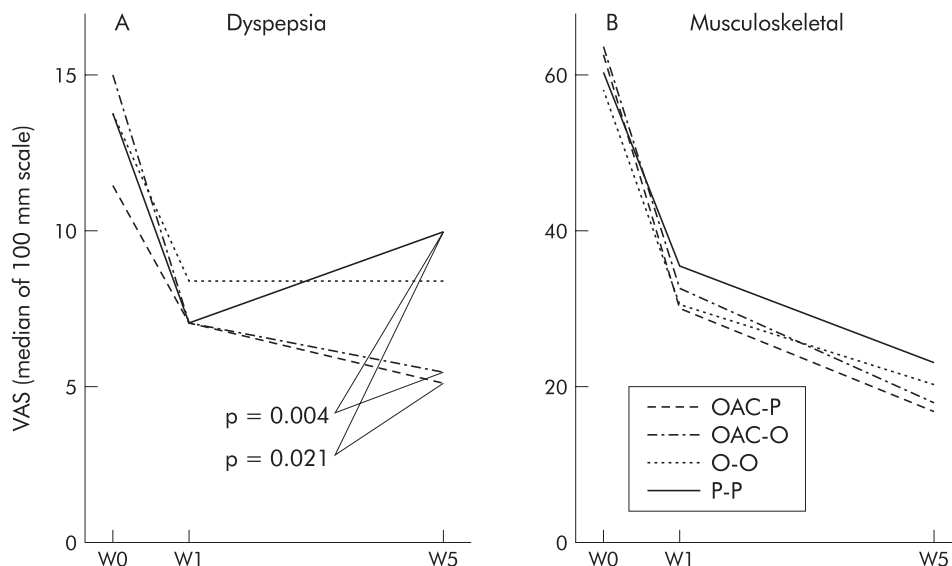 A Dyspepsia
VAS (median of 100 mm scale)
15
10
5
0
p = 0.004
p = 0.021
W0 W1 W5
B Musculoskeletal
60
40
20
0
OAC-P
OAC-O
O-O
P-P
W0 W1 W5